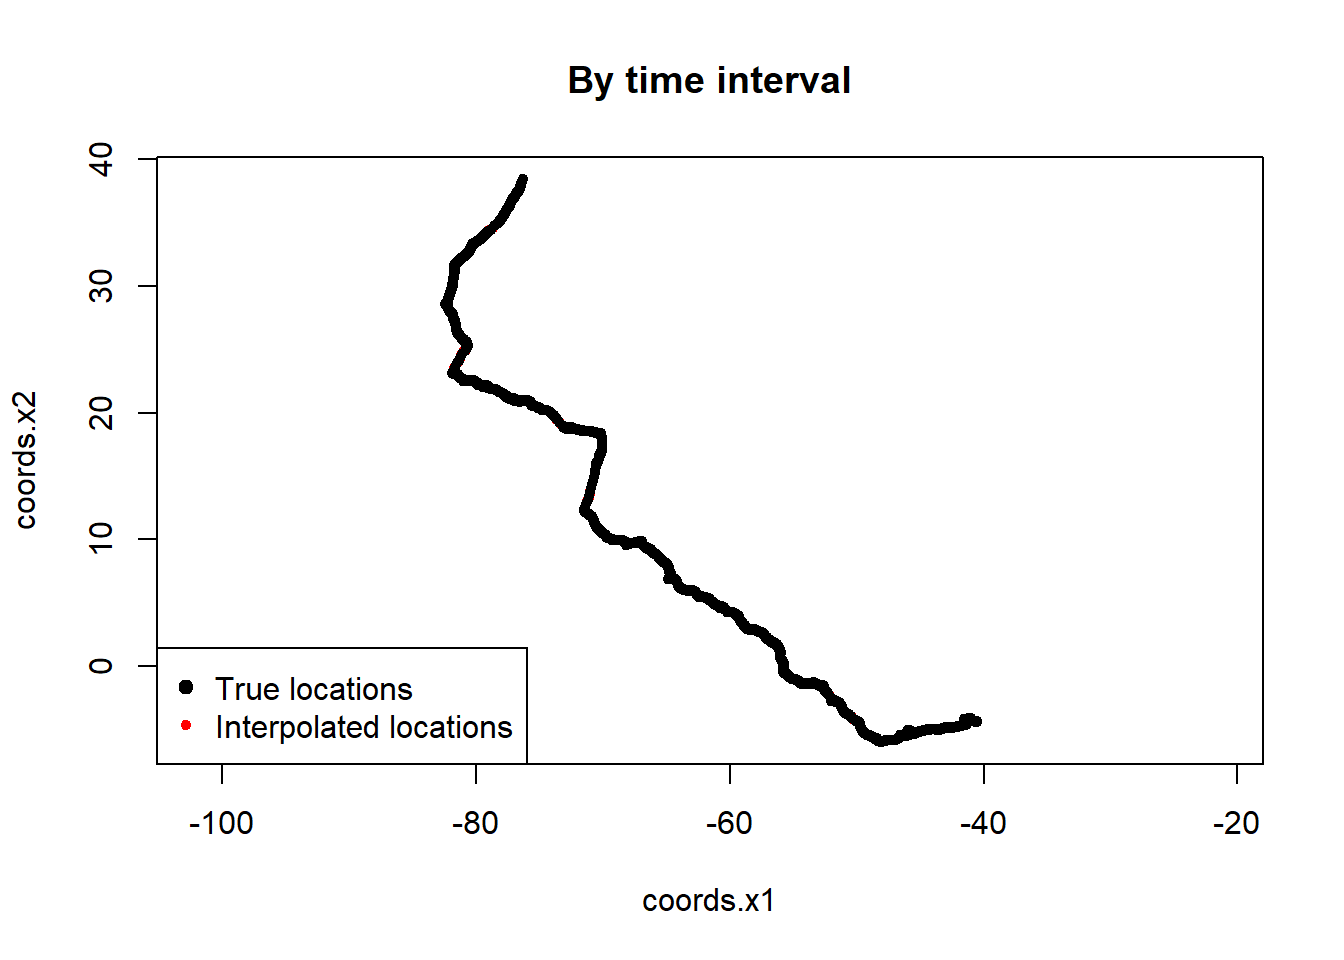 By time interval
40
30
20
10
0
coords.x2
True locations
Interpolated locations
-100 -80 -60 -40 -20
coords.x1